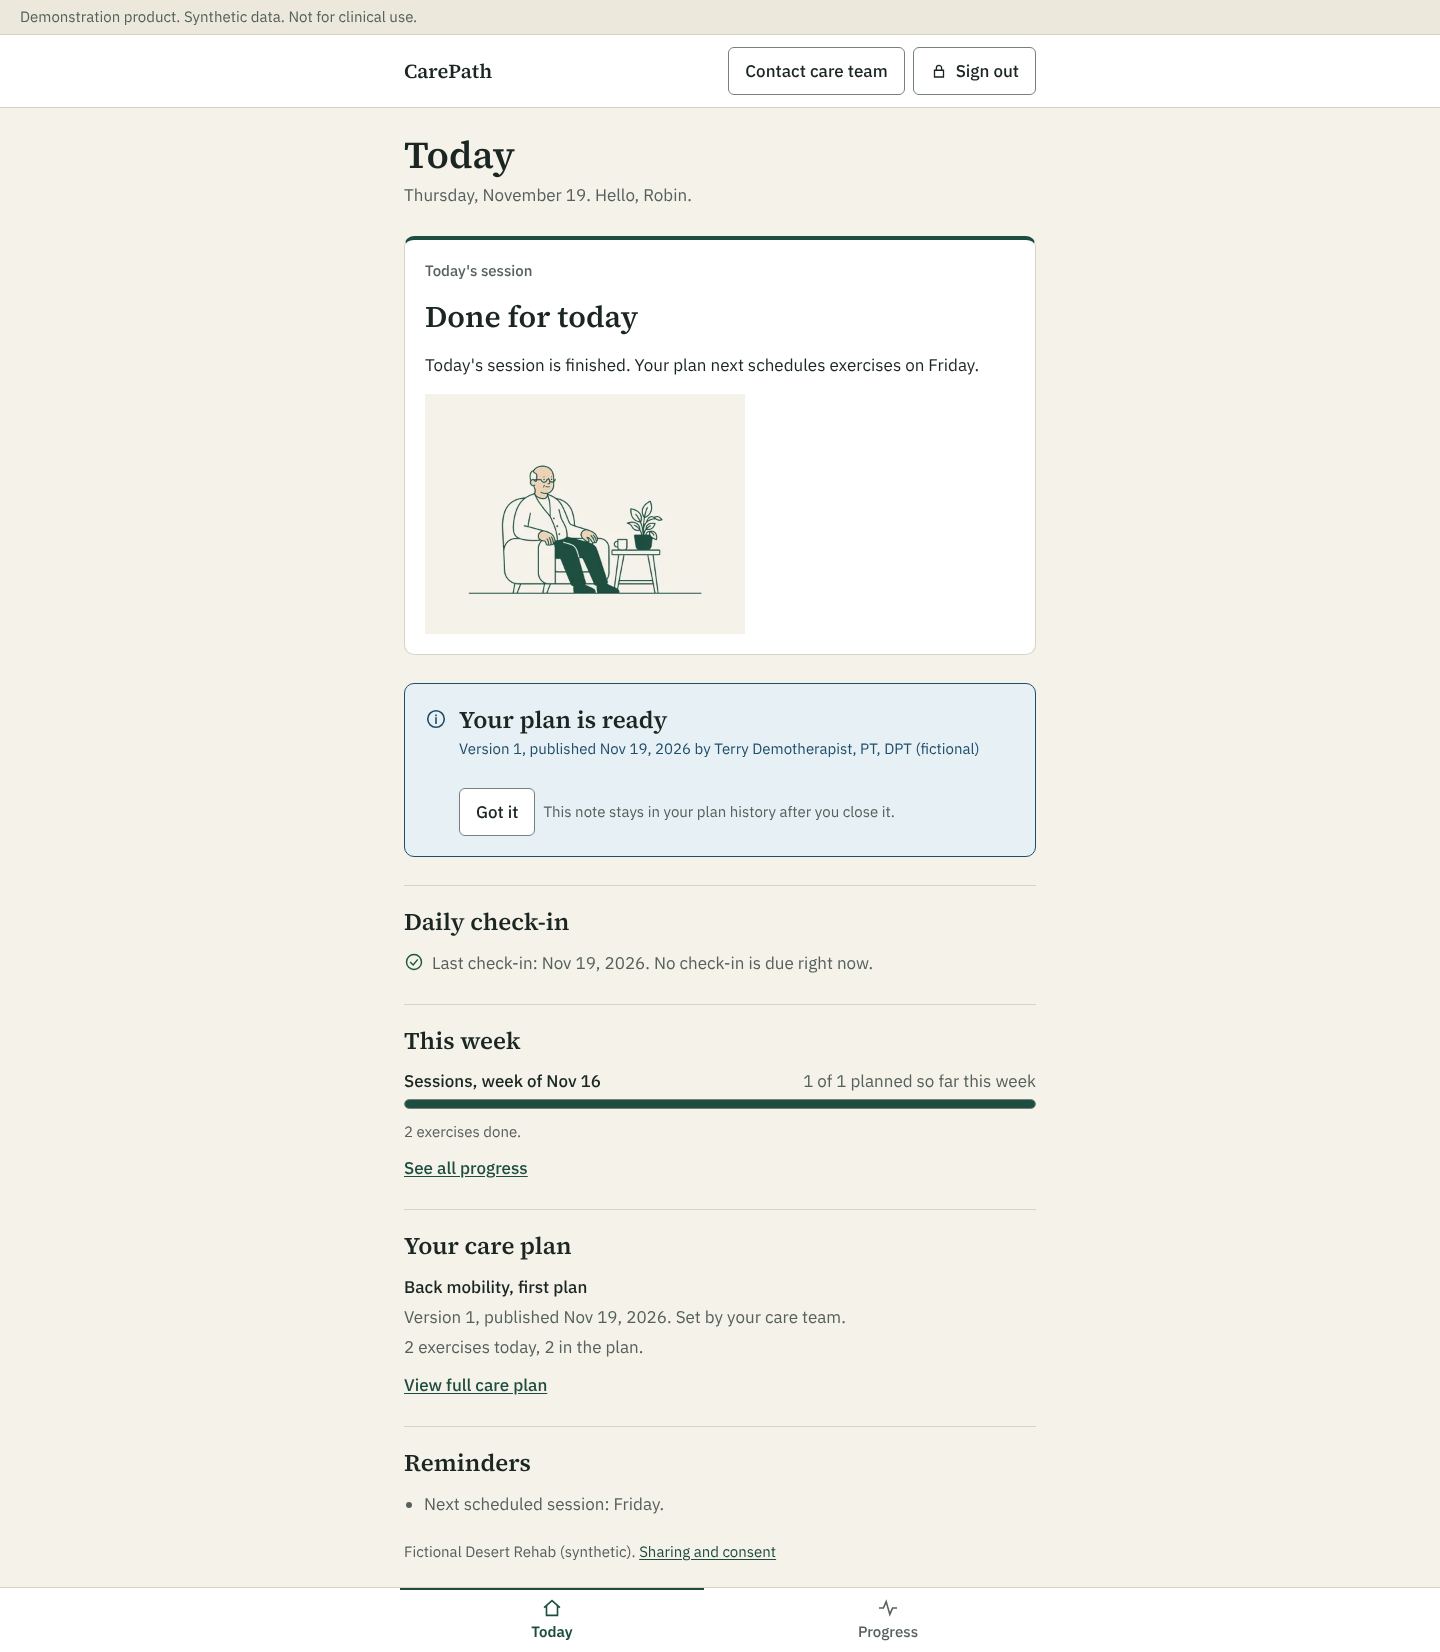 Demonstration product. Synthetic data. Not for clinical use.
CarePath
Contact care team
Sign out
Today
Thursday, November 19. Hello, Robin.
Today's session
Done for today
Today's session is finished. Your plan next schedules exercises on Friday.
Your plan is ready
Version 1, published Nov 19, 2026 by Terry Demotherapist, PT, DPT (fictional)
Got it
This note stays in your plan history after you close it.
Daily check-in
Last check-in: Nov 19, 2026. No check-in is due right now.
This week
Sessions, week of Nov 16
1 of 1 planned so far this week
2 exercises done.
See all progress
Your care plan
Back mobility, first plan
Version 1, published Nov 19, 2026. Set by your care team.
2 exercises today, 2 in the plan.
View full care plan
Reminders
• Next scheduled session: Friday.
Fictional Desert Rehab (synthetic). Sharing and consent
Today
Progress